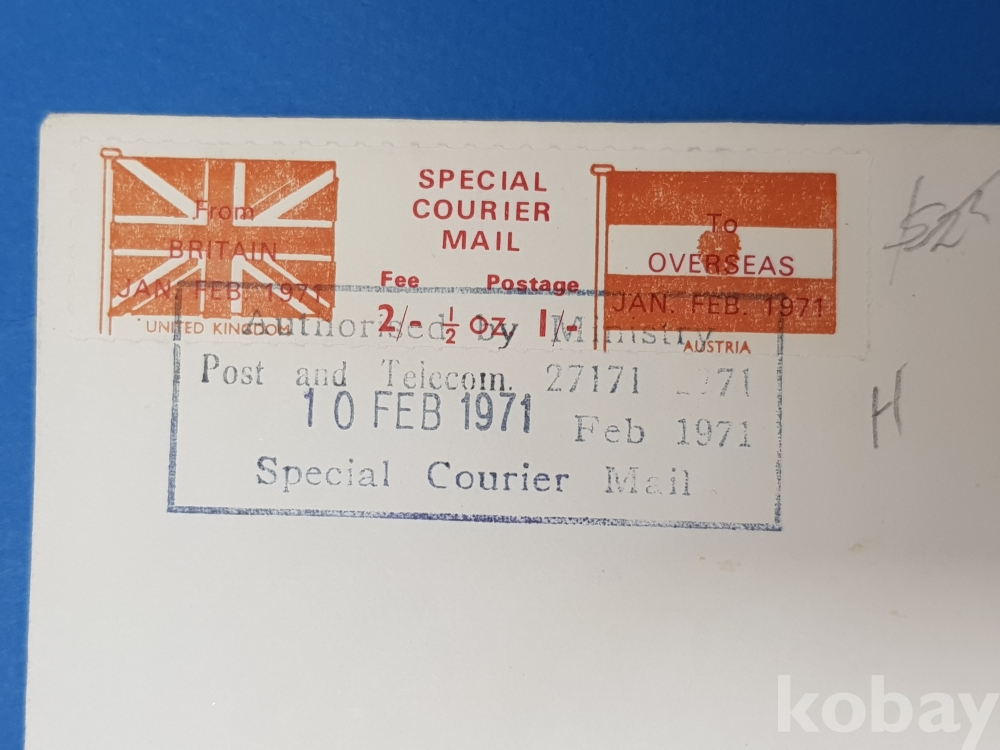 SPECIAL
COURIER
MAIL
From
BRITAIN
JAN. FEB 1971
UNITED KINGDOM
Fee Postage
2/- ½ oz. 1/-
To
OVERSEAS
JAN. FEB. 1971
AUSTRIA
Authorised by Ministry
Post and Telecom. 27171 1971
10 FEB 1971
Feb 1971
Special Courier Mail
H
kobay